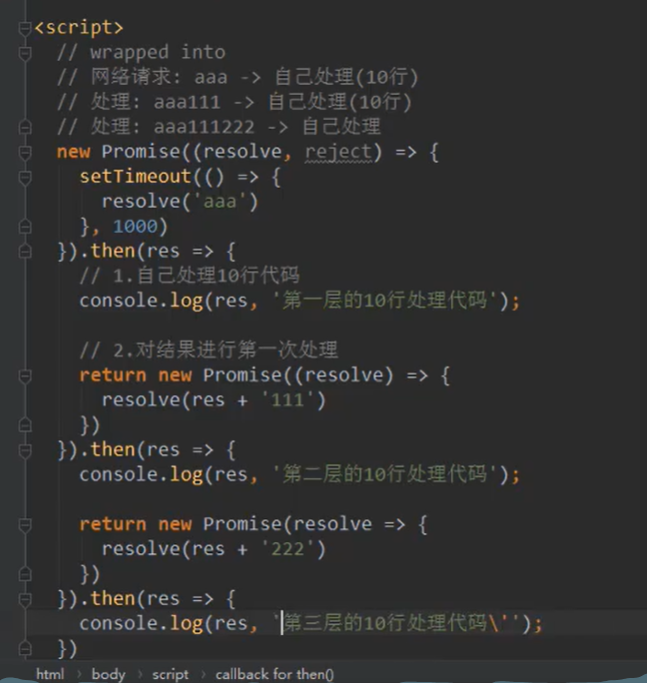 <script>
// wrapped into
// 网络请求: aaa -> 自己处理(10行)
// 处理: aaa111 -> 自己处理(10行)
// 处理: aaa111222 -> 自己处理
new Promise((resolve, reject) => {
setTimeout(() => {
resolve('aaa')
}, 1000)
}).then(res => {
// 1.自己处理10行代码
console.log(res, '第一层的10行处理代码');
// 2.对结果进行第一次处理
return new Promise((resolve) => {
resolve(res + '111')
})
}).then(res => {
console.log(res, '第二层的10行处理代码');
return new Promise(resolve => {
resolve(res + '222')
})
}).then(res => {
console.log(res, '第三层的10行处理代码\'');
})
html › body › script › callback for then()